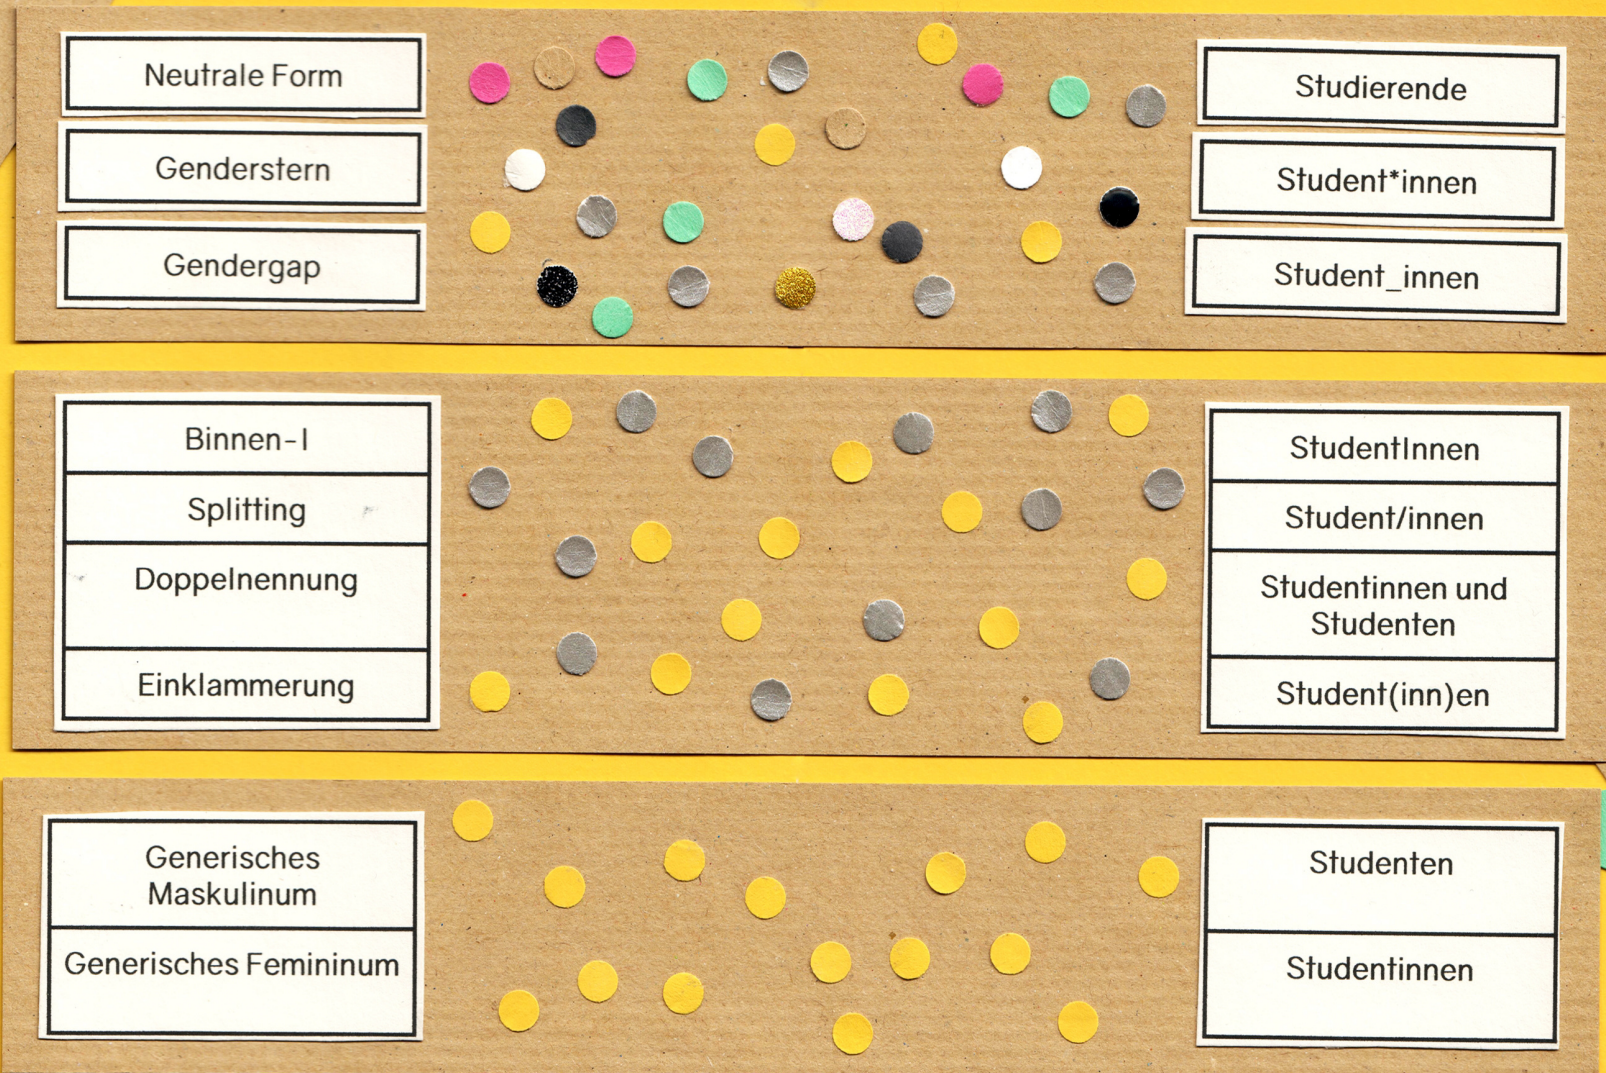 Neutrale Form
Studierende
Genderstern
Student*innen
Gendergap
Student_innen
Binnen-I
StudentInnen
Splitting
Student/innen
Doppelnennung
Studentinnen und
Studenten
Einklammerung
Student(inn)en
Generisches
Maskulinum
Studenten
Generisches Femininum
Studentinnen